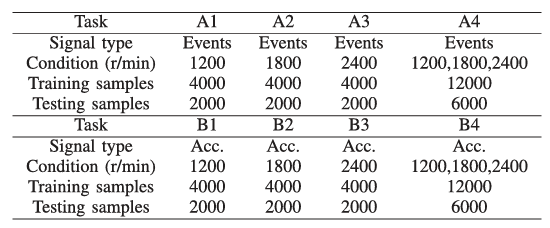 Task A1 A2 A3 A4
Signal type Events Events Events Events
Condition (r/min) 1200 1800 2400 1200,1800,2400
Training samples 4000 4000 4000 12000
Testing samples 2000 2000 2000 6000
Task B1 B2 B3 B4
Signal type Acc. Acc. Acc. Acc.
Condition (r/min) 1200 1800 2400 1200,1800,2400
Training samples 4000 4000 4000 12000
Testing samples 2000 2000 2000 6000